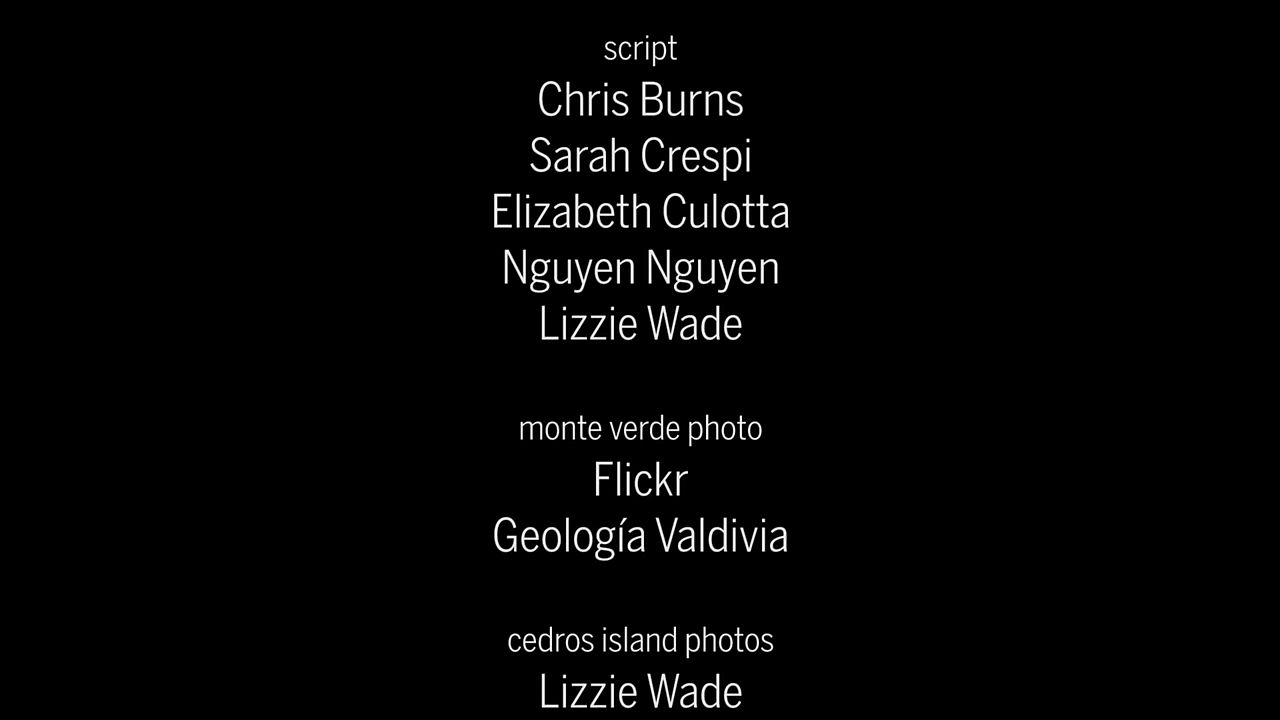 script
Chris Burns
Sarah Crespi
Elizabeth Culotta
Nguyen Nguyen
Lizzie Wade
monte verde photo
Flickr
Geología Valdivia
cedros island photos
Lizzie Wade